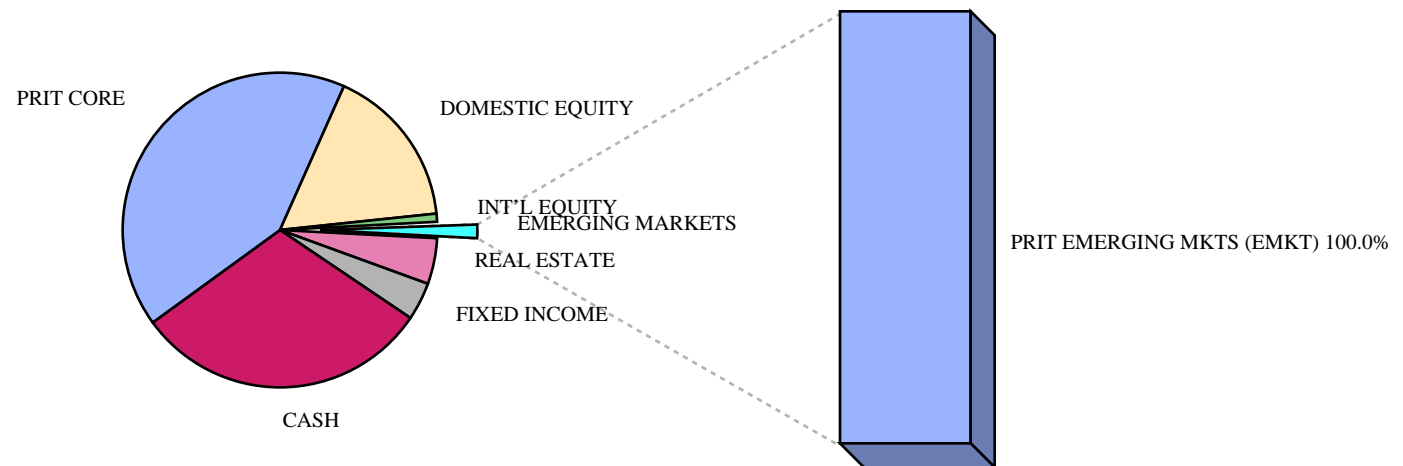 PRIT CORE
DOMESTIC EQUITY
INT'L EQUITY
EMERGING MARKETS
PRIT EMERGING MKTS (EMKT) 100.0%
REAL ESTATE
FIXED INCOME
CASH